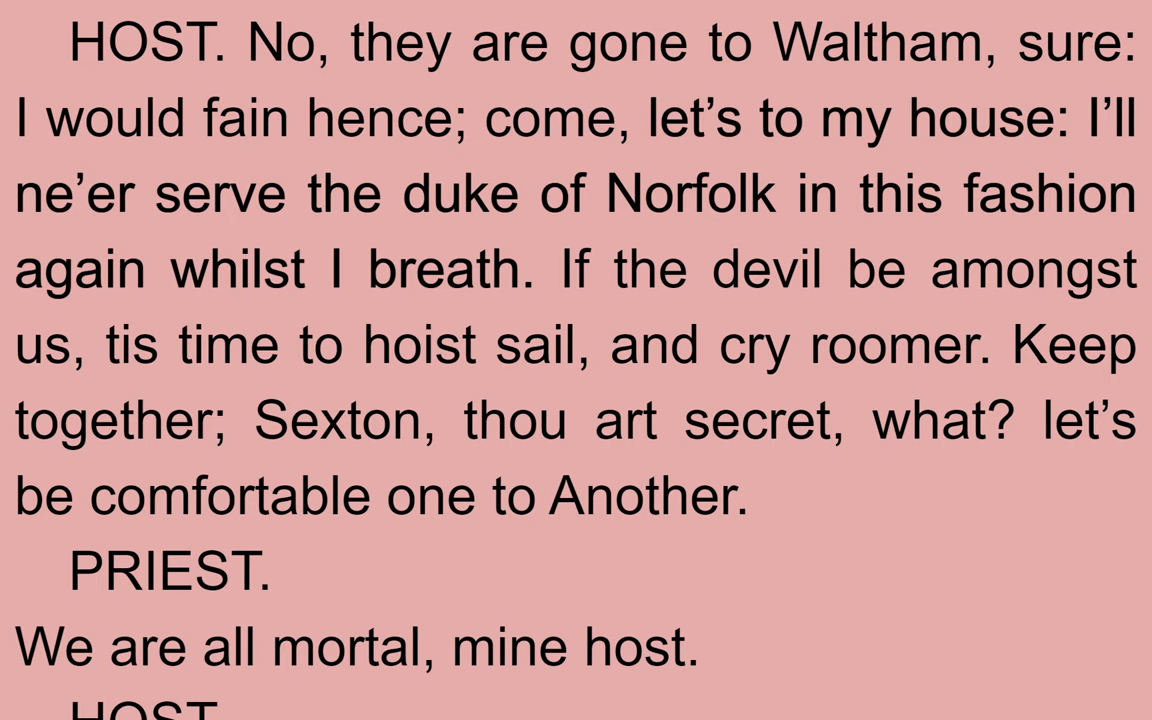 HOST. No, they are gone to Waltham, sure:
I would fain hence; come, let’s to my house: I’ll
ne’er serve the duke of Norfolk in this fashion
again whilst I breath. If the devil be amongst
us, tis time to hoist sail, and cry roomer. Keep
together; Sexton, thou art secret, what? let’s
be comfortable one to Another.
PRIEST.
We are all mortal, mine host.
HOST.